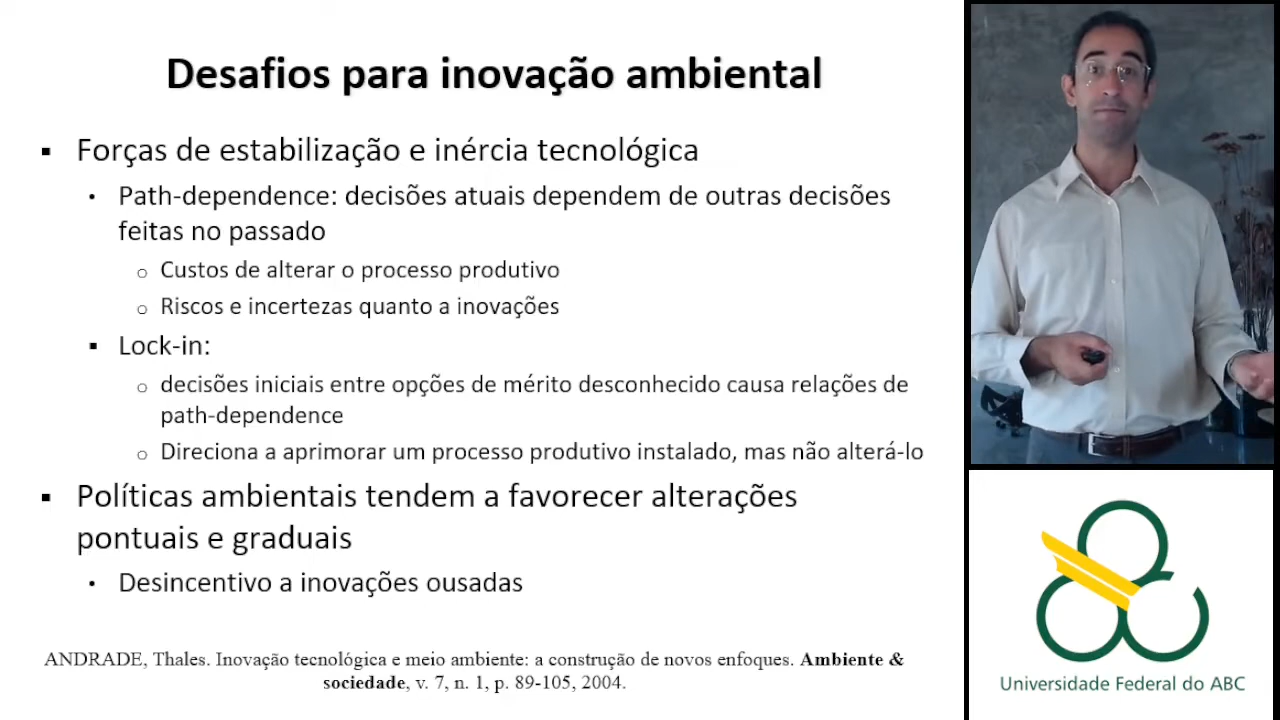 Desafios para inovação ambiental
▪ Forças de estabilização e inércia tecnológica
• Path-dependence: decisões atuais dependem de outras decisões
feitas no passado
○ Custos de alterar o processo produtivo
○ Riscos e incertezas quanto a inovações
▪ Lock-in:
○ decisões iniciais entre opções de mérito desconhecido causa relações de
path-dependence
○ Direciona a aprimorar um processo produtivo instalado, mas não alterá-lo
▪ Políticas ambientais tendem a favorecer alterações
pontuais e graduais
• Desincentivo a inovações ousadas
ANDRADE, Thales. Inovação tecnológica e meio ambiente: a construção de novos enfoques. Ambiente &
sociedade, v. 7, n. 1, p. 89-105, 2004.
Universidade Federal do ABC